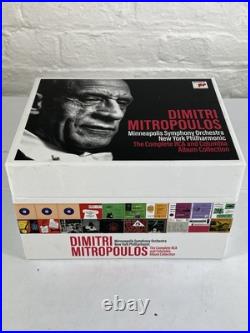 DIMITRI
MITROPOULOS
Minneapolis Symphony Orchestra
New York Philharmonic
The Complete RCA and Columbia
Album Collection
DIMITRI Minneapolis Symphony Orchestra
New York Philharmonic
MITROPOULOS The Complete RCA
and Columbia
Album Collection